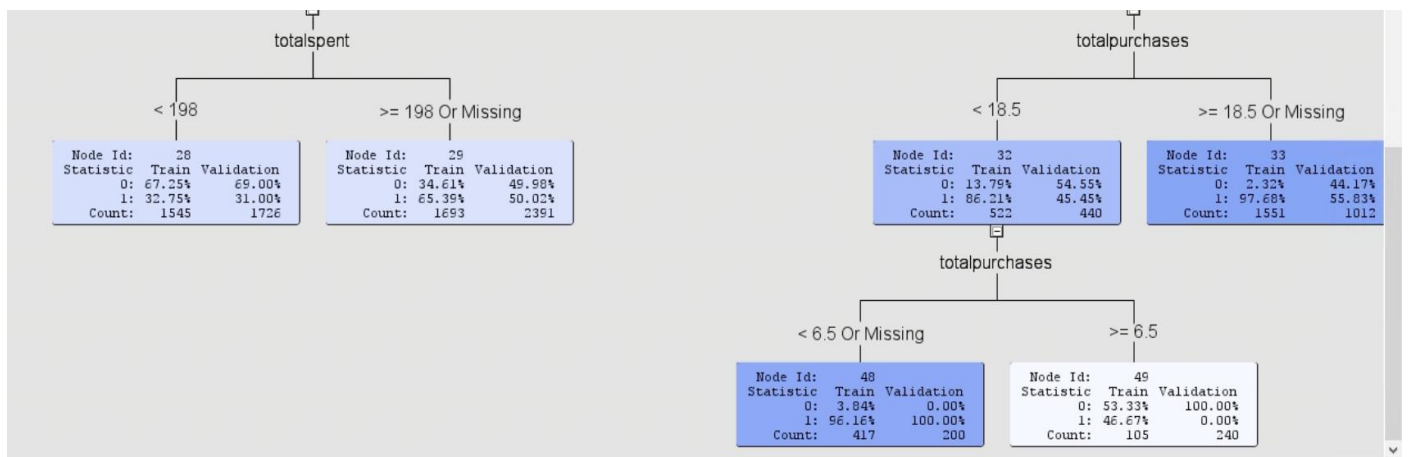 totalspent
totalpurchases
< 198
>= 198 Or Missing
< 18.5
>= 18.5 Or Missing
Node Id: 28
Statistic Train Validation
0: 67.25% 69.00%
1: 32.75% 31.00%
Count: 1545 1726
Node Id: 29
Statistic Train Validation
0: 34.61% 49.98%
1: 65.39% 50.02%
Count: 1693 2391
Node Id: 32
Statistic Train Validation
0: 13.79% 54.55%
1: 86.21% 45.45%
Count: 522 440
Node Id: 33
Statistic Train Validation
0: 2.32% 44.17%
1: 97.68% 55.83%
Count: 1551 1012
totalpurchases
< 6.5 Or Missing
>= 6.5
Node Id: 48
Statistic Train Validation
0: 3.84% 0.00%
1: 96.16% 100.00%
Count: 417 200
Node Id: 49
Statistic Train Validation
0: 53.33% 100.00%
1: 46.67% 0.00%
Count: 105 240